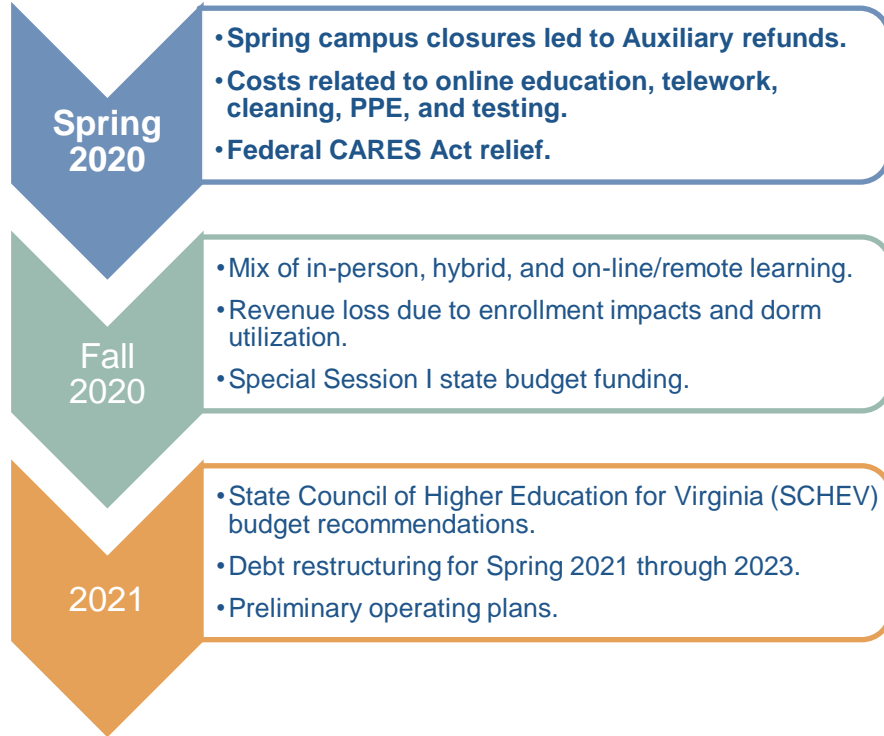 Spring
2020
•Spring campus closures led to Auxiliary refunds.
•Costs related to online education, telework,
cleaning, PPE, and testing.
•Federal CARES Act relief.
Fall
2020
•Mix of in-person, hybrid, and on-line/remote learning.
•Revenue loss due to enrollment impacts and dorm
utilization.
•Special Session I state budget funding.
2021
•State Council of Higher Education for Virginia (SCHEV)
budget recommendations.
•Debt restructuring for Spring 2021 through 2023.
•Preliminary operating plans.